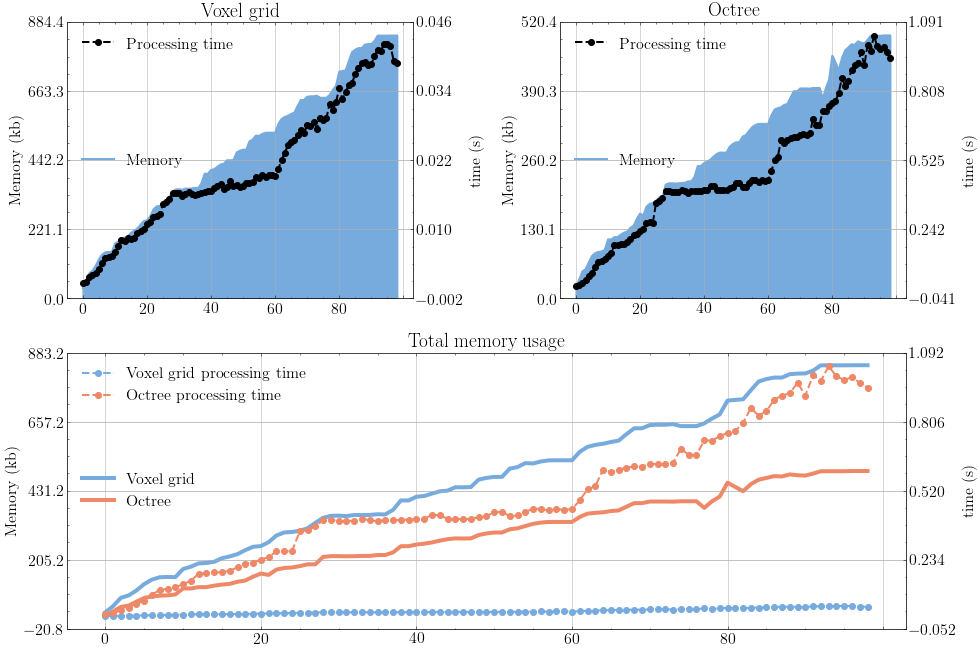 Voxel grid
884.4
663.3
442.2
221.1
0.0
Memory (kb)
0.046
0.034
0.022
0.010
−0.002
time (s)
0 20 40 60 80
Processing time
Memory
Octree
520.4
390.3
260.2
130.1
0.0
Memory (kb)
1.091
0.808
0.525
0.242
−0.041
time (s)
0 20 40 60 80
Processing time
Memory
Total memory usage
883.2
657.2
431.2
205.2
−20.8
Memory (kb)
1.092
0.806
0.520
0.234
−0.052
time (s)
0 20 40 60 80
Voxel grid processing time
Octree processing time
Voxel grid
Octree